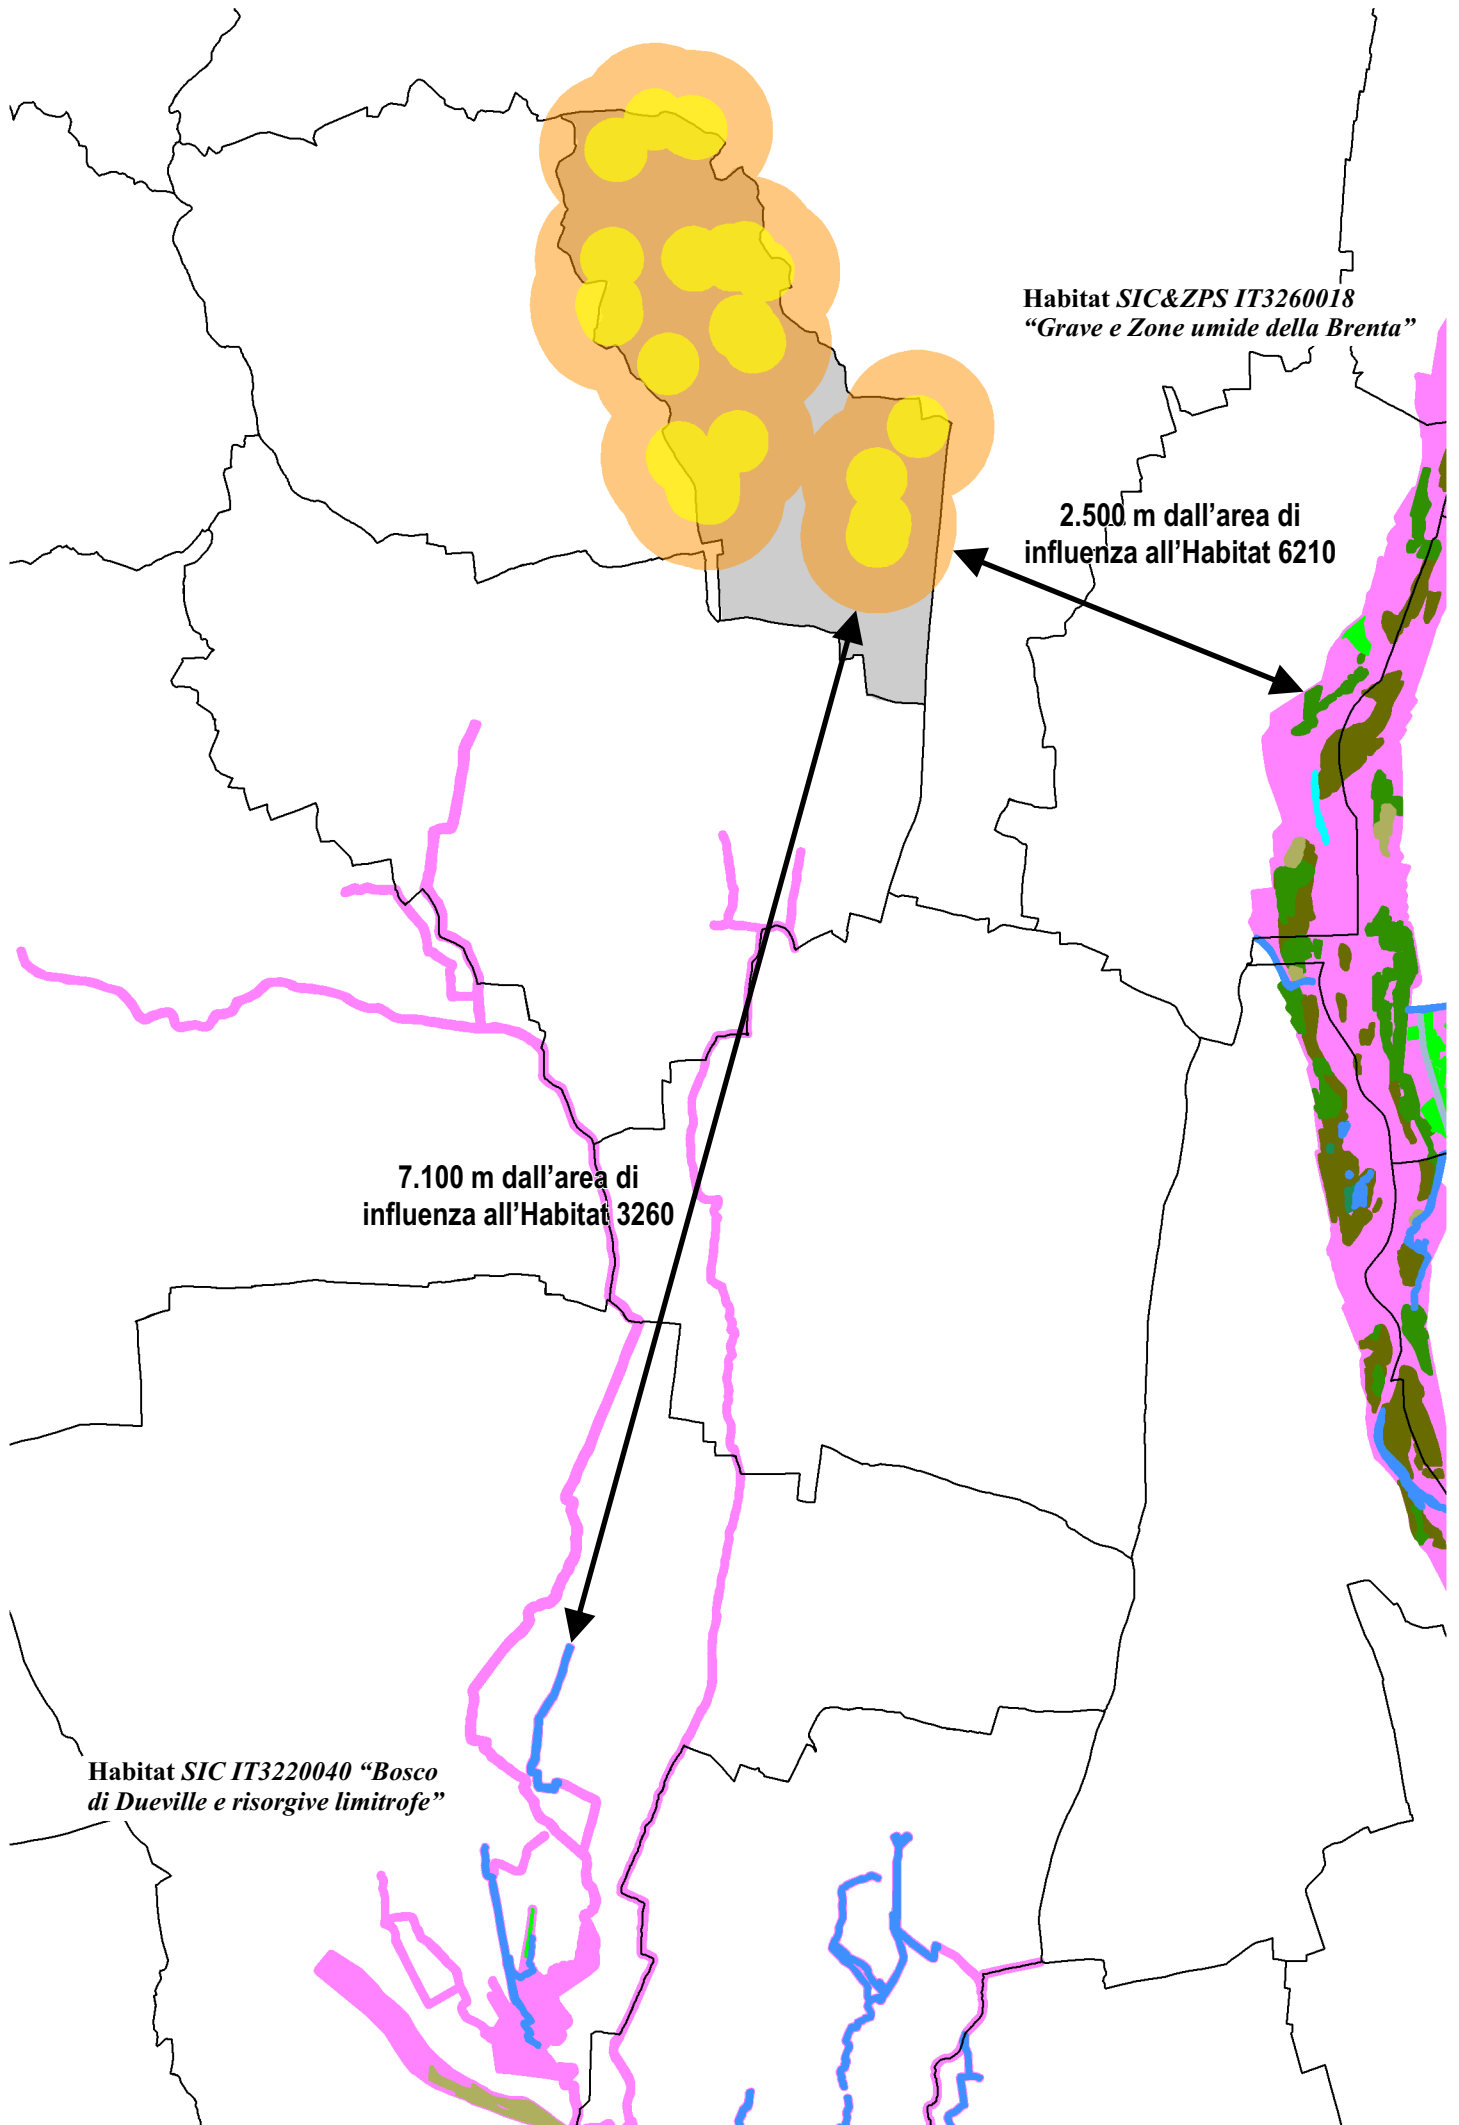 Habitat SIC&ZPS IT3260018
“Grave e Zone umide della Brenta”
2.500 m dall’area di
influenza all’Habitat 6210
7.100 m dall’area di
influenza all’Habitat 3260
Habitat SIC IT3220040 “Bosco
di Dueville e risorgive limitrofe”